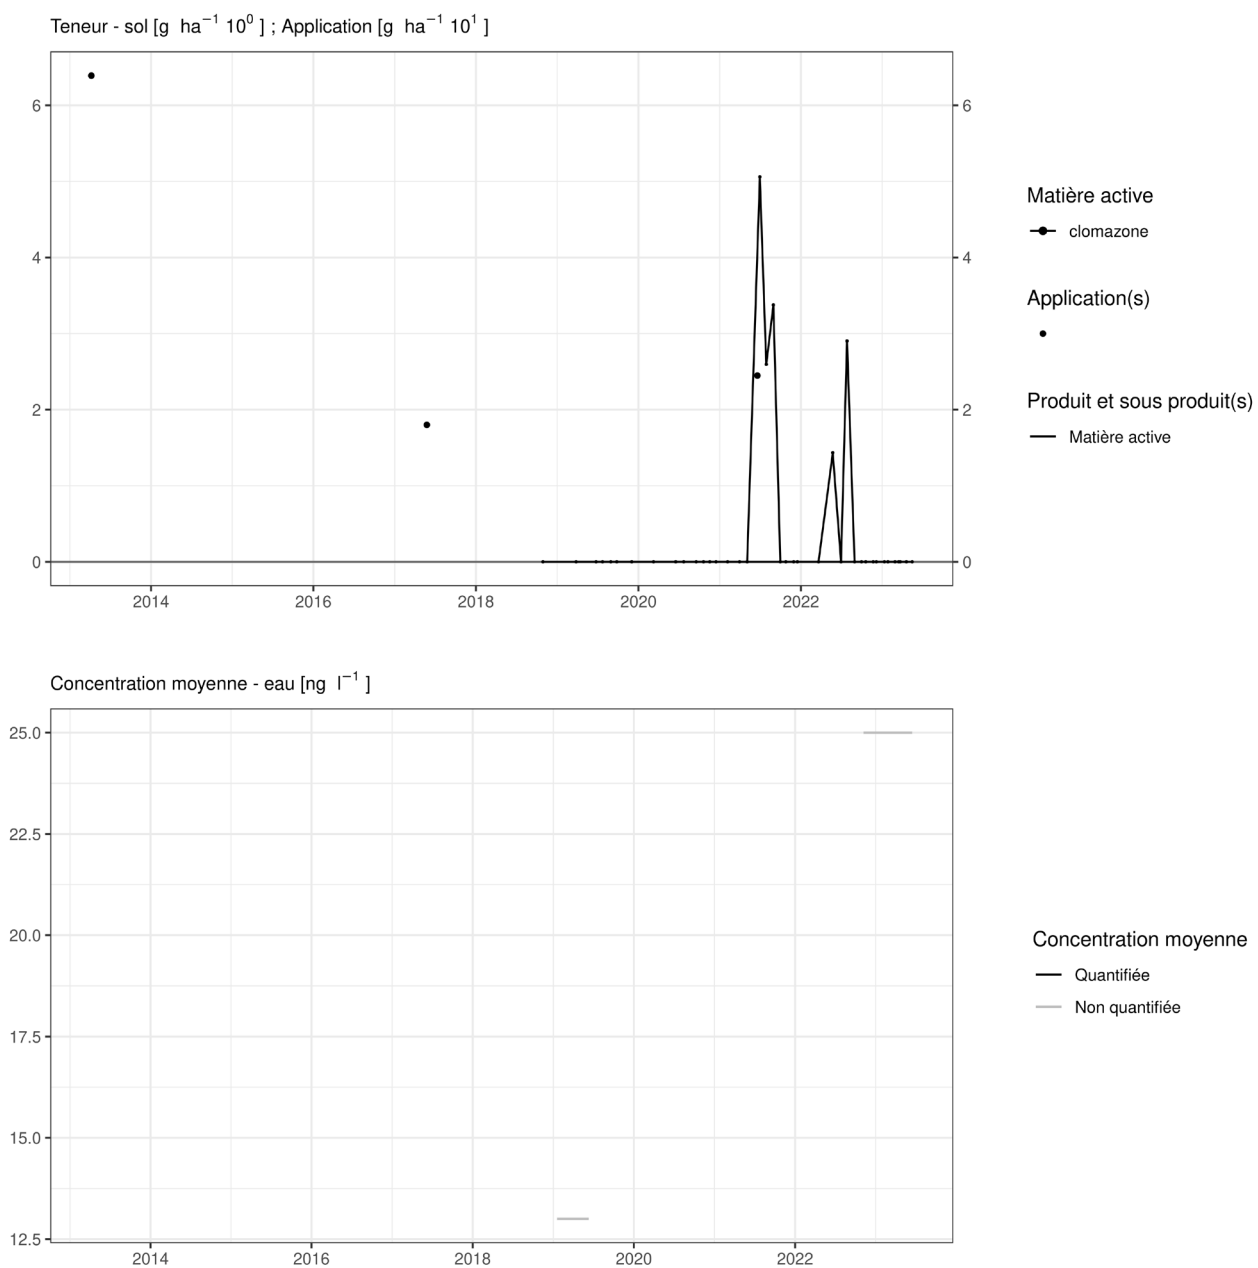 Teneur - sol [g ha⁻¹ 10⁰ ] ; Application [g ha⁻¹ 10¹ ]
6
4
2
0
6
4
2
0
2014 2016 2018 2020 2022
Matière active
clomazone
Application(s)
Produit et sous produit(s)
Matière active
Concentration moyenne - eau [ng l⁻¹ ]
25.0
22.5
20.0
17.5
15.0
12.5
2014 2016 2018 2020 2022
Concentration moyenne
Quantifiée
Non quantifiée